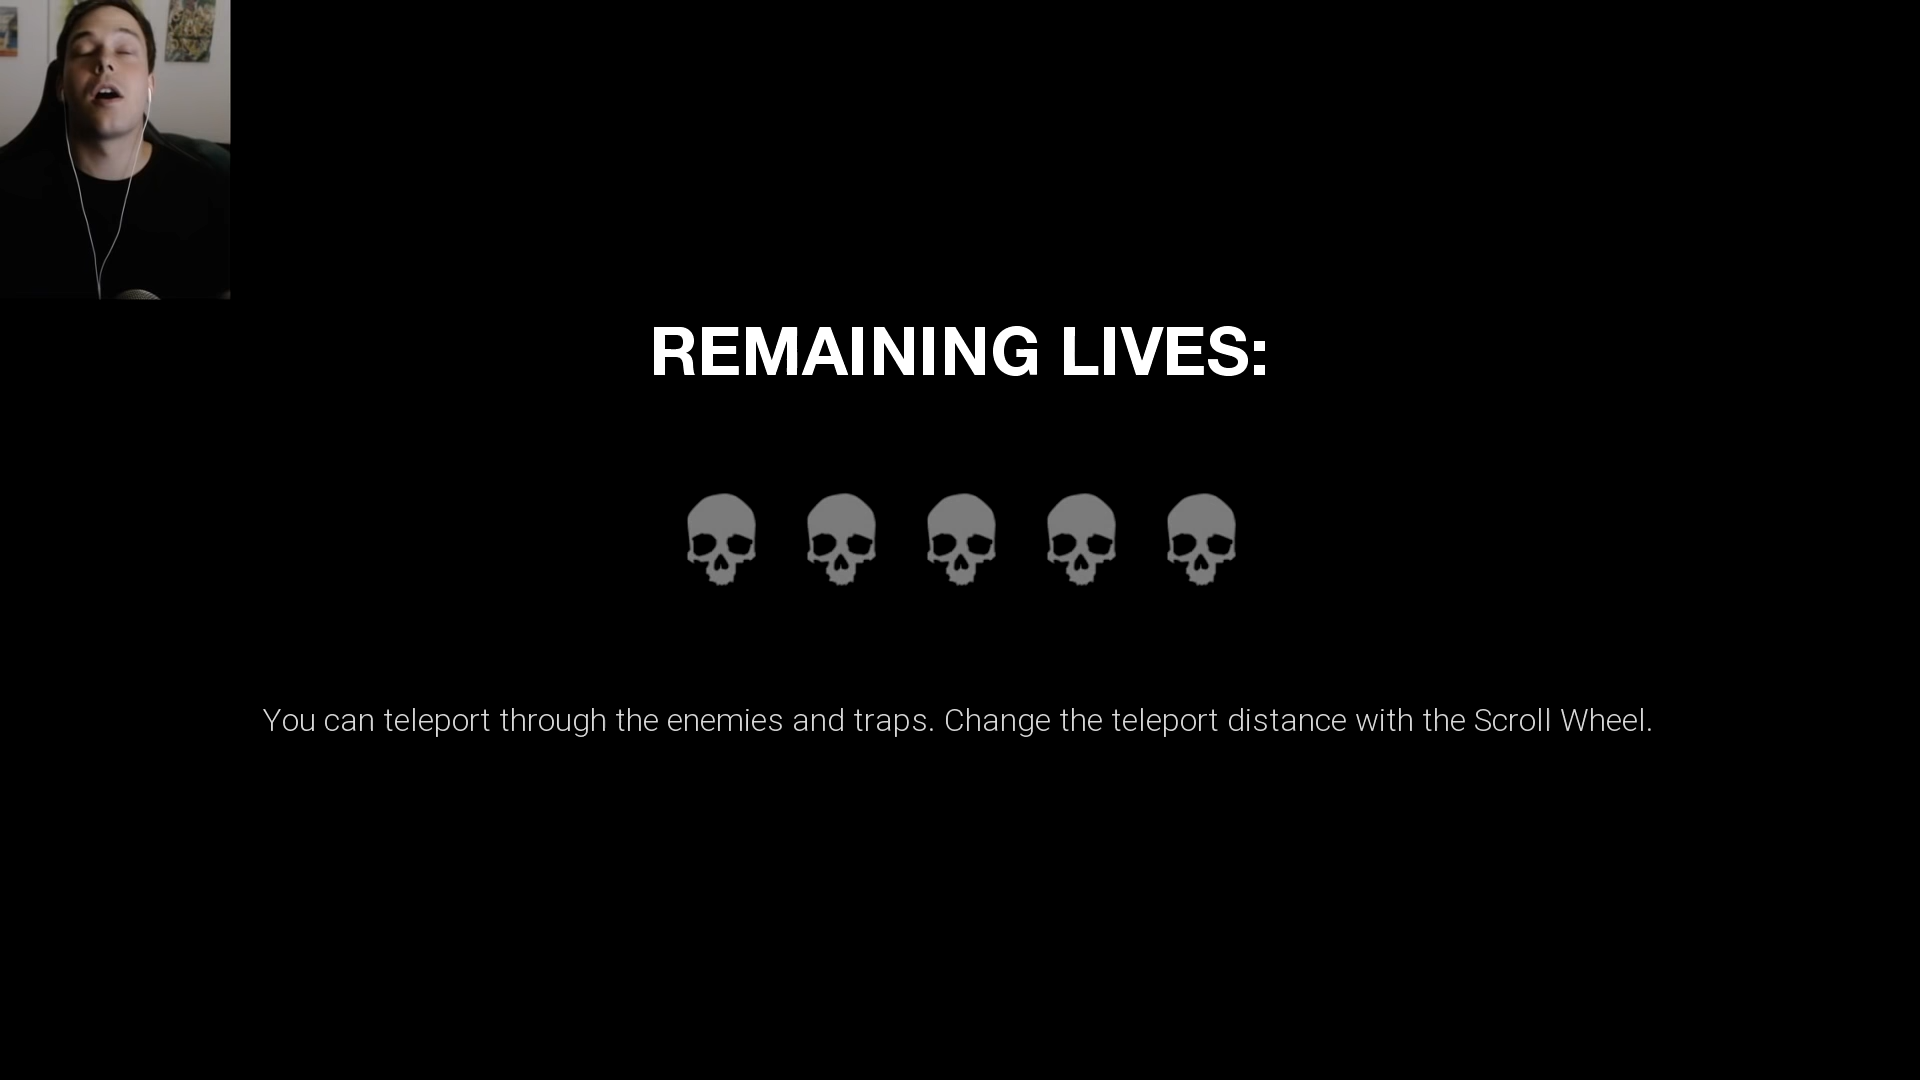 REMAINING LIVES:
You can teleport through the enemies and traps. Change the teleport distance with the Scroll Wheel.